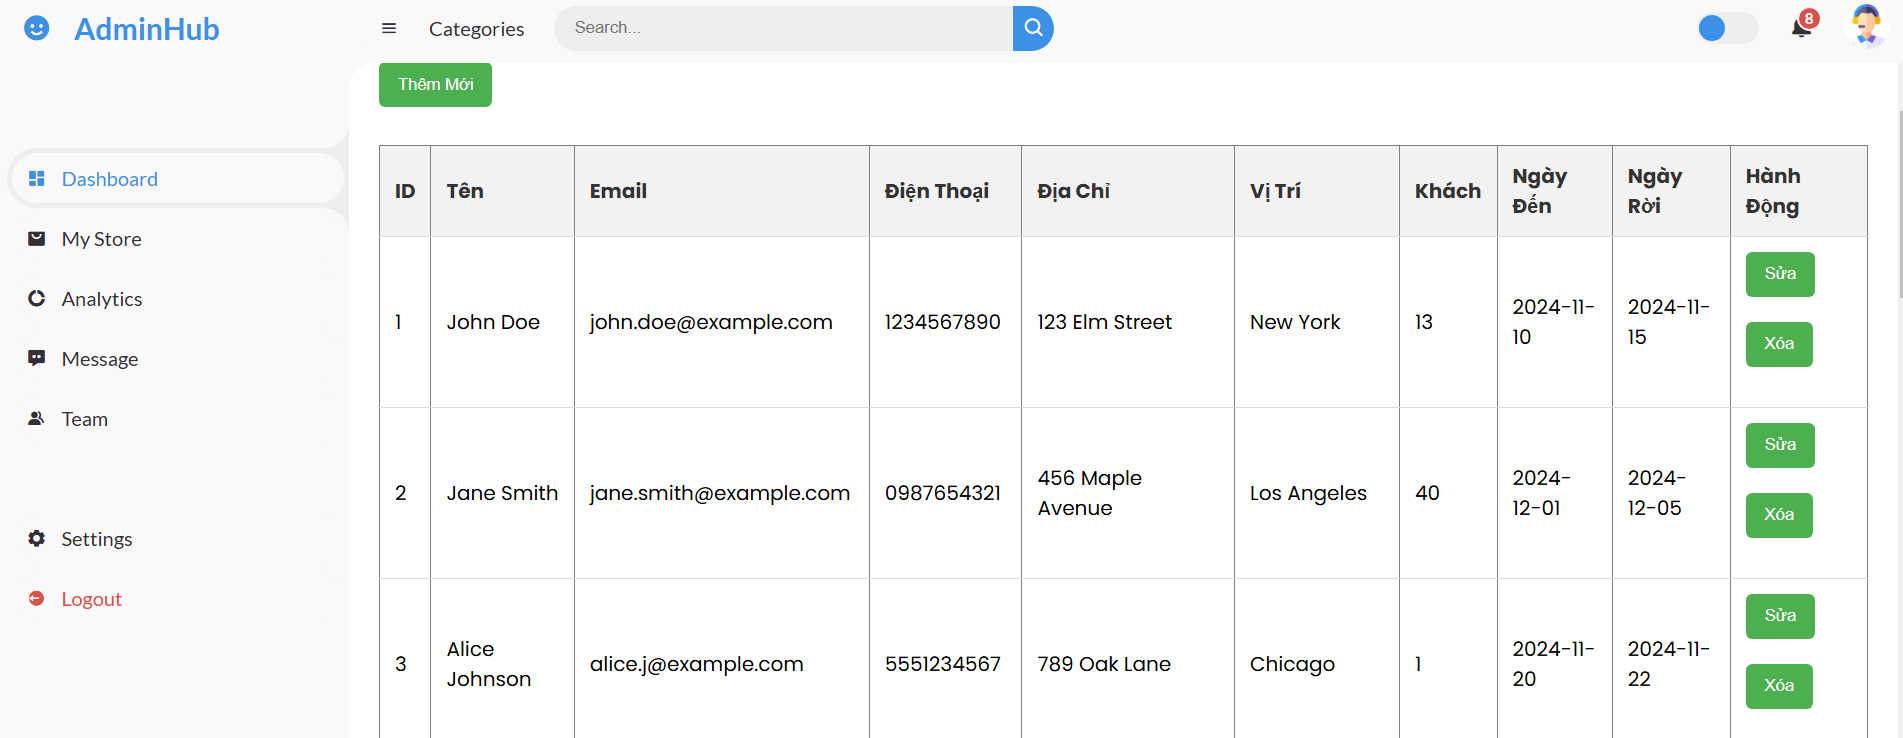 AdminHub
Categories
Search...
8
Dashboard
My Store
Analytics
Message
Team
Settings
Logout
Thêm Mới
ID Tên Email Điện Thoại Địa Chỉ Vị Trí Khách Ngày Đến Ngày Rời Hành Động
1 John Doe john.doe@example.com 1234567890 123 Elm Street New York 13 2024-11-10 2024-11-15 Sửa Xóa
2 Jane Smith jane.smith@example.com 0987654321 456 Maple Avenue Los Angeles 40 2024-12-01 2024-12-05 Sửa Xóa
3 Alice Johnson alice.j@example.com 5551234567 789 Oak Lane Chicago 1 2024-11-20 2024-11-22 Sửa Xóa